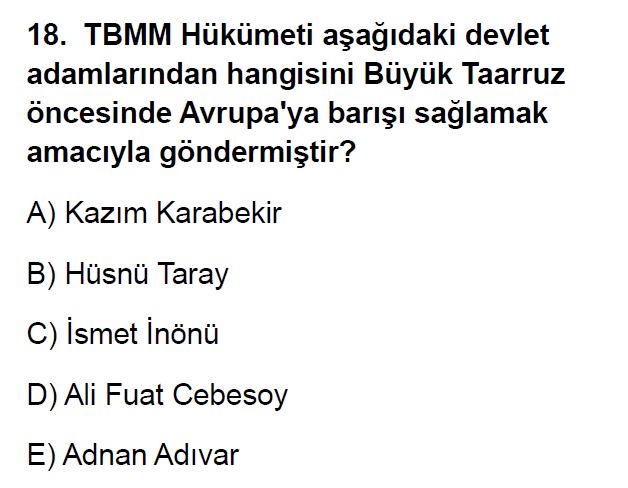 18. TBMM Hükümeti aşağıdaki devlet
adamlarından hangisini Büyük Taarruz
öncesinde Avrupa'ya barışı sağlamak
amacıyla göndermiştir?
A) Kazım Karabekir
B) Hüsnü Taray
C) İsmet İnönü
D) Ali Fuat Cebesoy
E) Adnan Adıvar